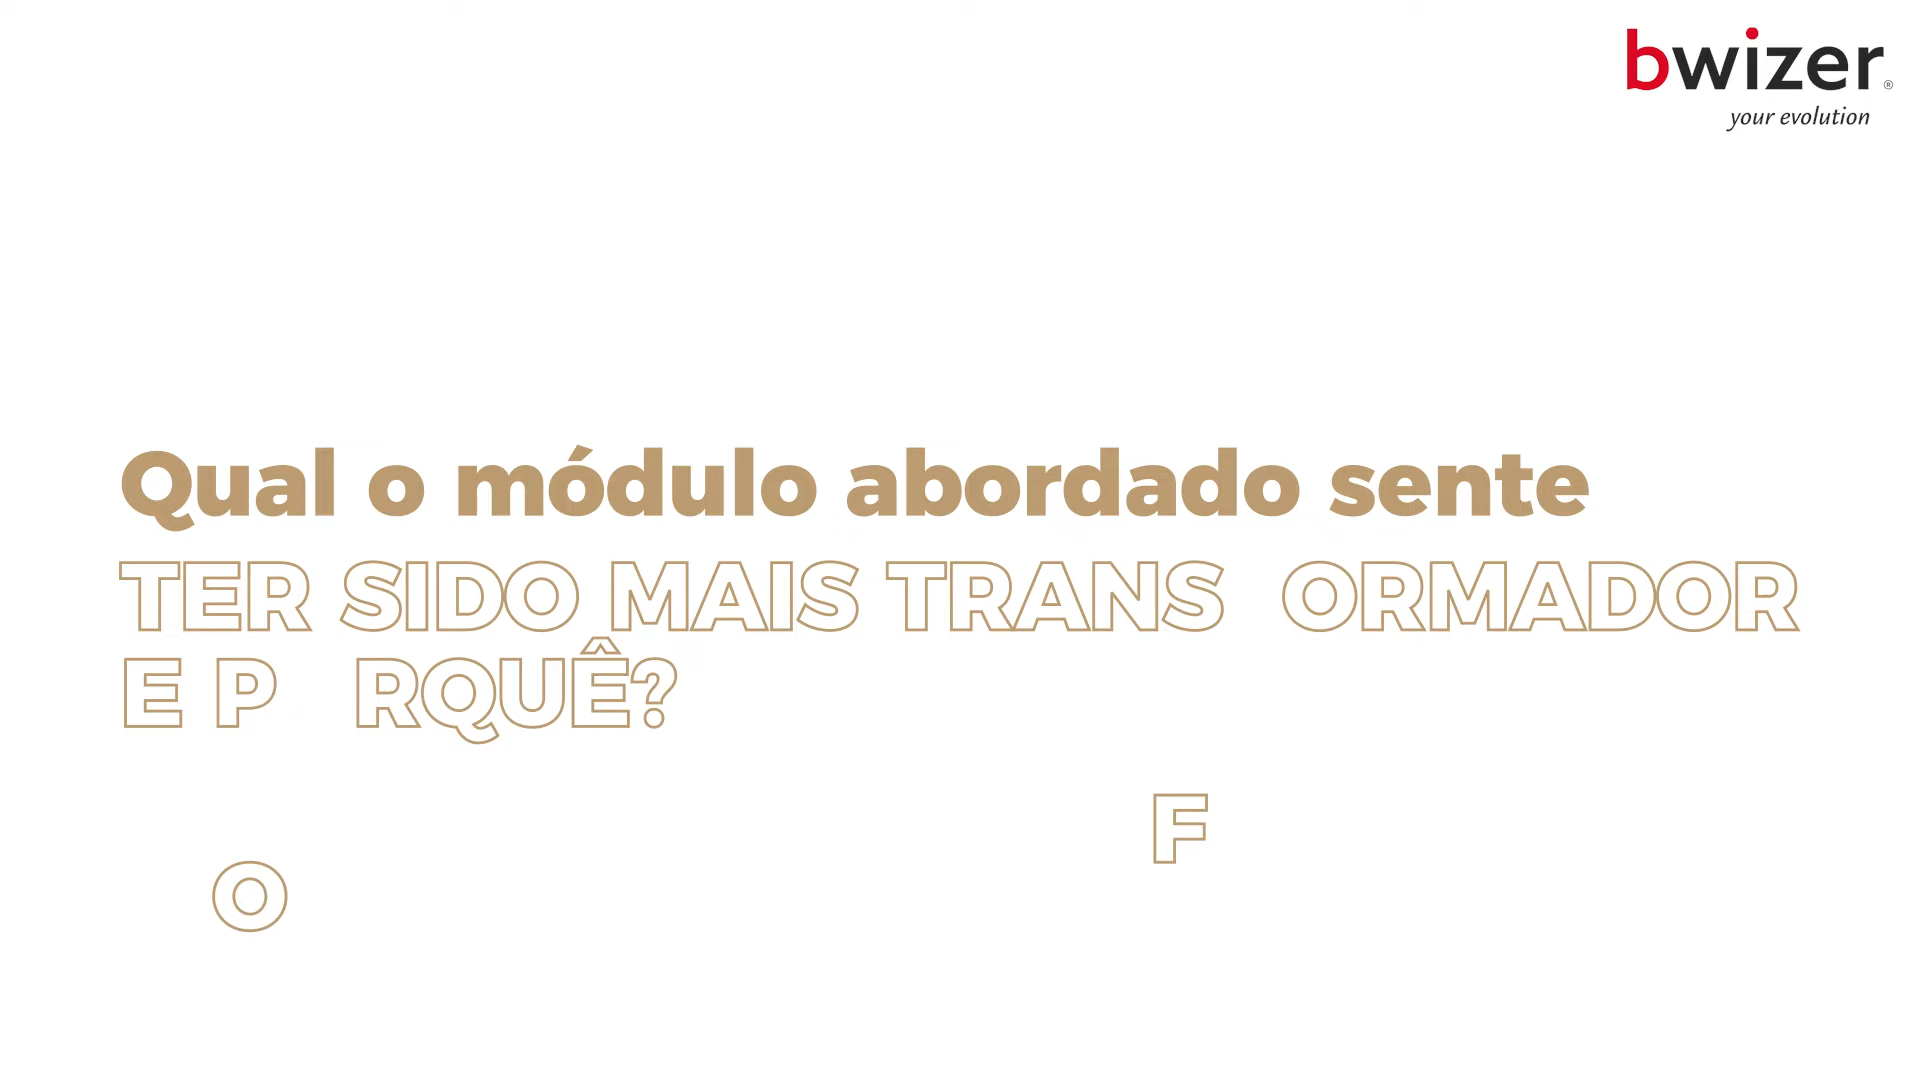 bwizer®
your evolution
Qual o módulo abordado sente
TER SIDO MAIS TRANS ORMADOR
E P RQUÊ?
F
O